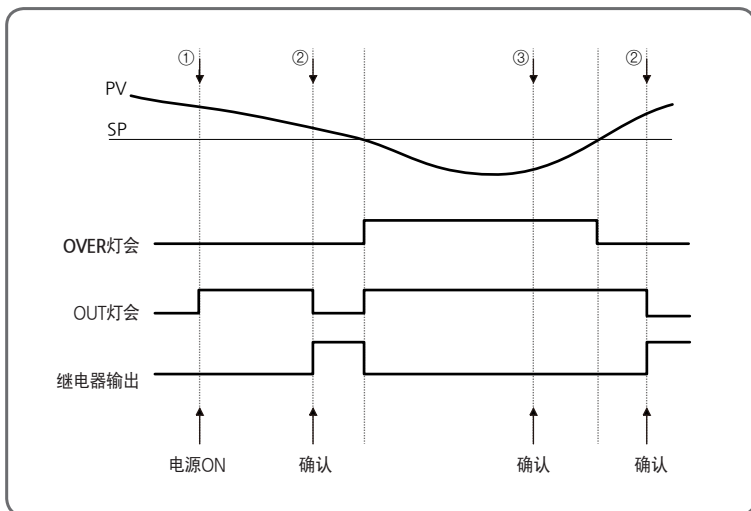 ① ② ③ ②
PV
SP
OVER灯会
OUT灯会
继电器输出
电源ON 确认 确认 确认